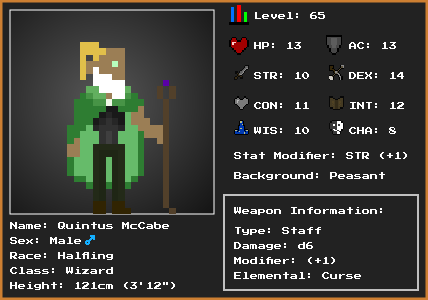 Level: 65
HP: 13 AC: 13
STR: 10 DEX: 14
CON: 11 INT: 12
WIS: 10 CHA: 8
Stat Modifier: STR (+1)
Background: Peasant
Name: Quintus McCabe
Sex: Male ♂
Race: Halfling
Class: Wizard
Height: 121cm (3'12")
Weapon Information:
Type: Staff
Damage: d6
Modifier: (+1)
Elemental: Curse